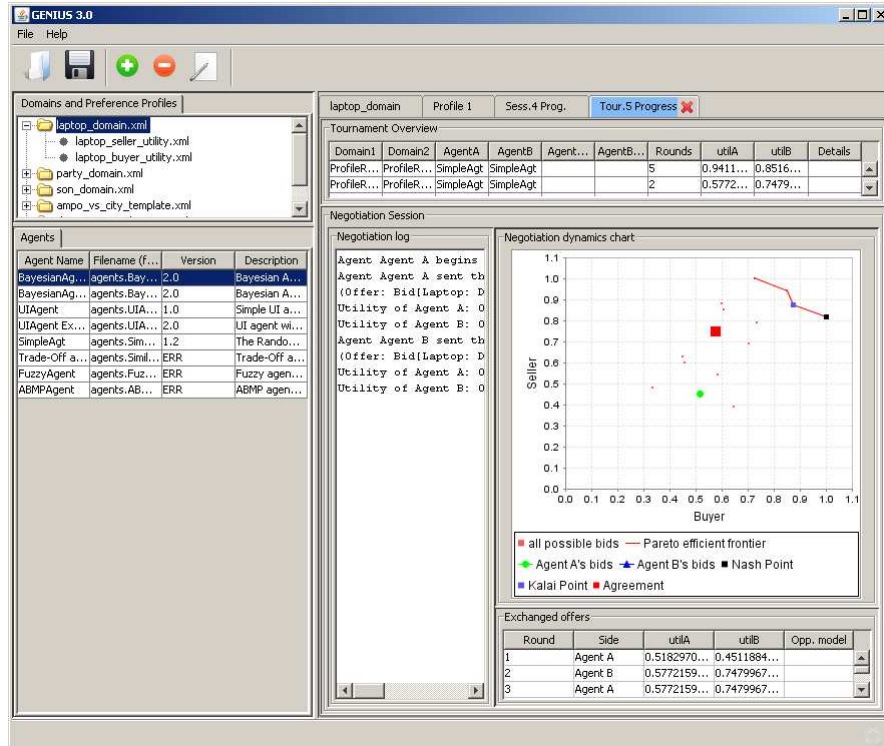 GENIUS 3.0
File Help
Domains and Preference Profiles
laptop_domain.xml
laptop_seller_utility.xml
laptop_buyer_utility.xml
party_domain.xml
son_domain.xml
ampo_vs_city_template.xml
Agents
Agent Name Filename (f... Version Description
BayesianAg... agents.Bay... 2.0 Bayesian A...
BayesianAg... agents.Bay... 2.0 Bayesian A...
UIAgent agents.UIA... 1.0 Simple UI a...
UIAgent Ex... agents.UIA... 2.0 UI agent wi...
SimpleAgt agents.Sim... 1.2 The Rando...
Trade-Off a... agents.Simil... ERR Trade-Off a...
FuzzyAgent agents.Fuz... ERR Fuzzy agen...
ABMPAgent agents.AB... ERR ABMP agen...
laptop_domain Profile 1 Sess.4 Prog. Tour.5 Progress
Tournament Overview
Domain1 Domain2 AgentA AgentB Agent... AgentB... Rounds utilA utilB Details
ProfileR... ProfileR... SimpleAgt SimpleAgt 5 0.9411... 0.8516...
ProfileR... ProfileR... SimpleAgt SimpleAgt 2 0.5772... 0.7479...
Negotiation Session
Negotiation log
Agent Agent A begins
Agent Agent A sent th
(Offer: Bid[Laptop: D
Utility of Agent A: 0
Utility of Agent B: 0
Agent Agent B sent th
(Offer: Bid[Laptop: D
Utility of Agent A: 0
Utility of Agent B: 0
Negotiation dynamics chart
1.1
1.0
0.9
0.8
0.7
0.6
0.5
0.4
0.3
0.2
0.1
0.0
Seller
0.0 0.1 0.2 0.3 0.4 0.5 0.6 0.7 0.8 0.9 1.0 1.1
Buyer
all possible bids Pareto efficient frontier
Agent A's bids Agent B's bids Nash Point
Kalai Point Agreement
Exchanged offers
Round Side utilA utilB Opp. model
1 Agent A 0.5182970... 0.4511884...
2 Agent B 0.5772159... 0.7479967...
3 Agent A 0.5772159... 0.7479967...